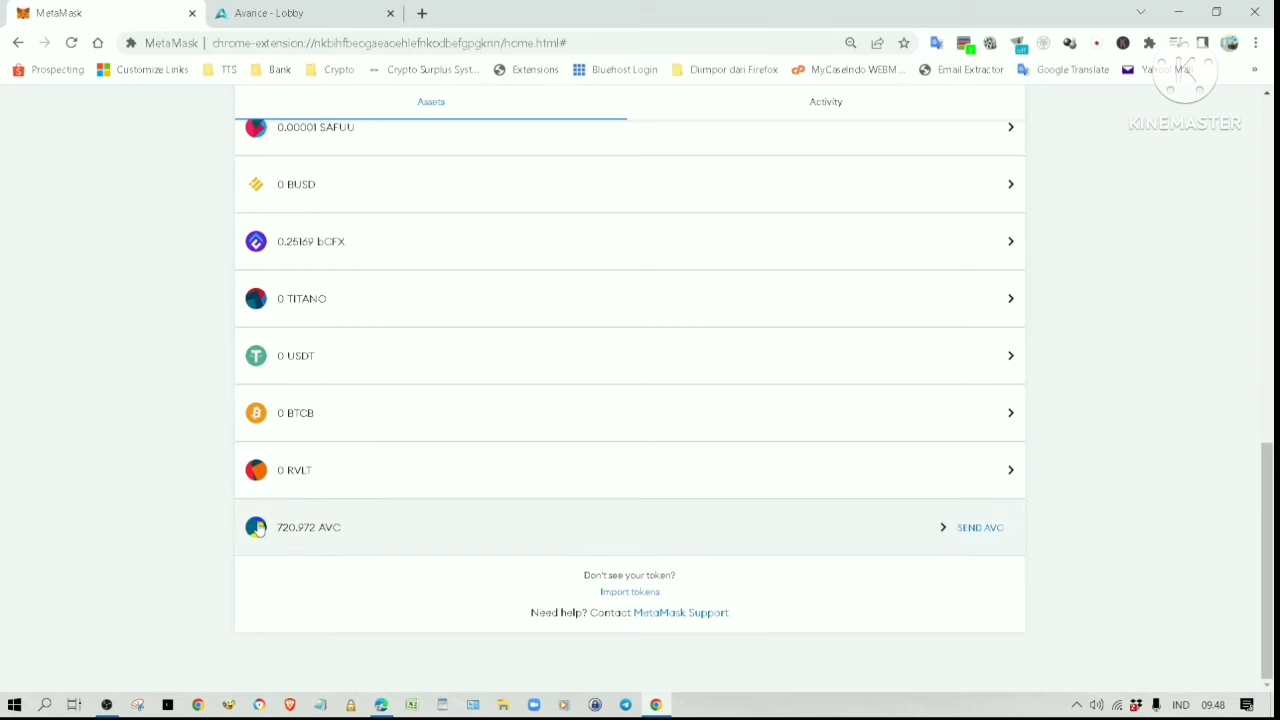 MetaMask
Avarice - Lobby
MetaMask | chrome-extension://nkbihfbeogaeaoehlefnkodbefgpgknn/home.html#
Prospecting
Customize Links
TTS
Bank
Crypto
Crypto Surplus Syst...
Extensions
Bluehost Login
Diimpor dari Firefox
MyCaseIndo WEBM...
Email Extractor
Google Translate
Yahoo Mail
KINEMASTER
Assets
Activity
0.00001 SAFUU
0 BUSD
0.25169 bCFX
0 TITANO
0 USDT
0 BTCB
0 RVLT
720.972 AVC
SEND AVC
Don't see your token?
Import tokens
Need help? Contact MetaMask Support
IND
09.48